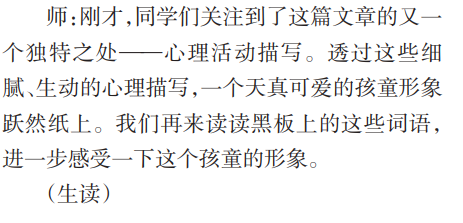 师：刚才，同学们关注到了这篇文章的又一
个独特之处——心理活动描写。透过这些细
腻、生动的心理描写，一个天真可爱的孩童形象
跃然纸上。我们再来读读黑板上的这些词语，
进一步感受一下这个孩童的形象。
（生读）